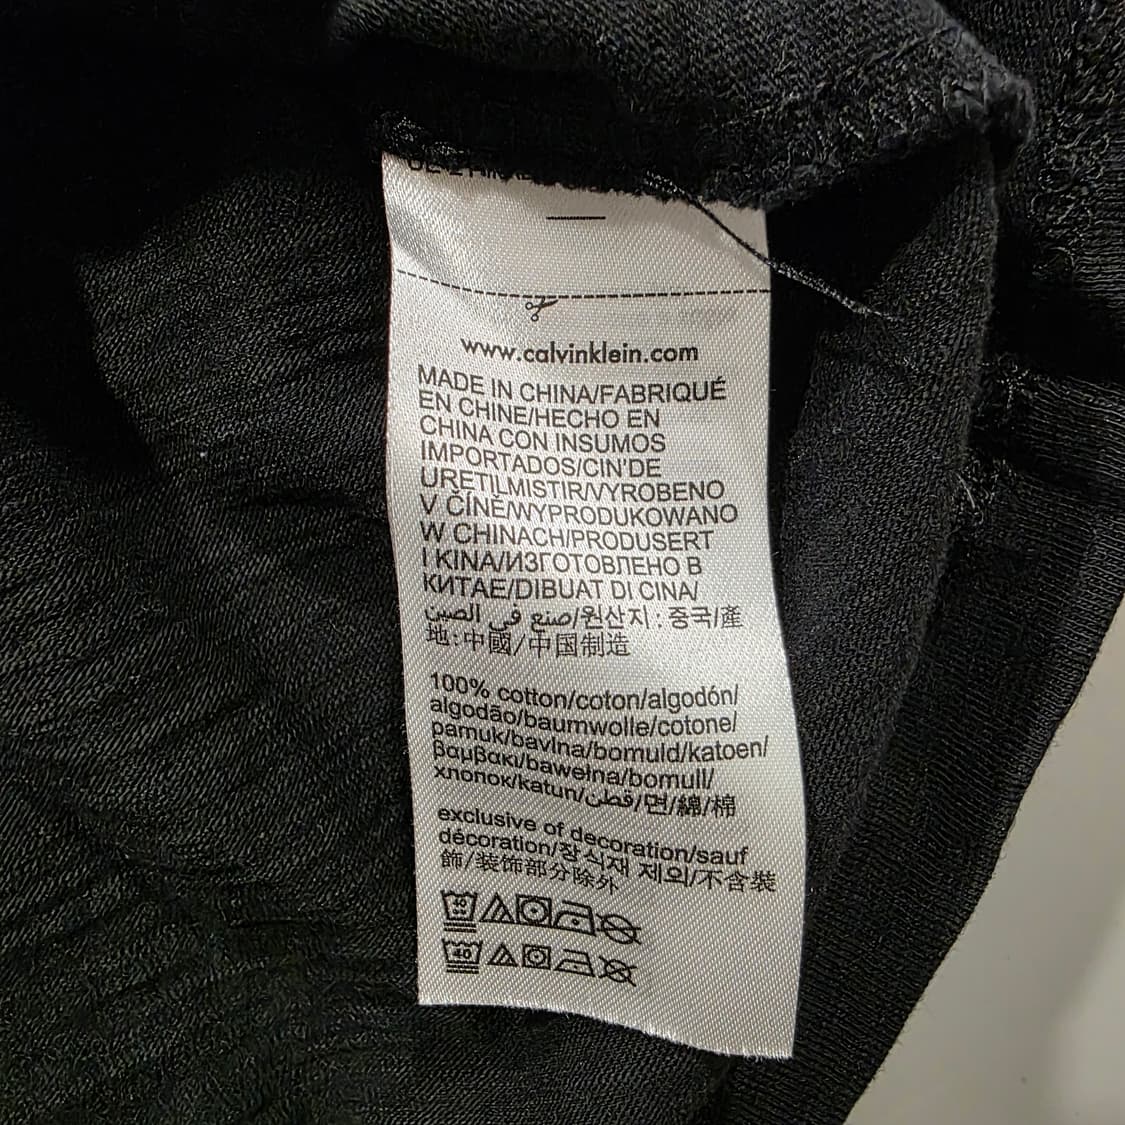 www.calvinklein.com
MADE IN CHINA/FABRIQUÉ
EN CHINE/HECHO EN
CHINA CON INSUMOS
IMPORTADOS/CIN'DE
URETILMISTIR/VYROBENO
V ČÍNĚ/WYPRODUKOWANO
W CHINACH/PRODUSERT
I KINA/ИЗГОТОВЛЕНО В
КИТАЕ/DIBUAT DI CINA/
صنع في الصين/원산지 : 중국/產
地:中國/中国制造
100% cotton/coton/algodón/
algodão/baumwolle/cotone/
pamuk/bavlna/bomuld/katoen/
βαμβακι/bawełna/bomull/
хлопок/katun/قطن/면/綿/棉
exclusive of decoration/sauf
décoration/장식재 제외/不含裝
飾/装饰部分除外
40
40